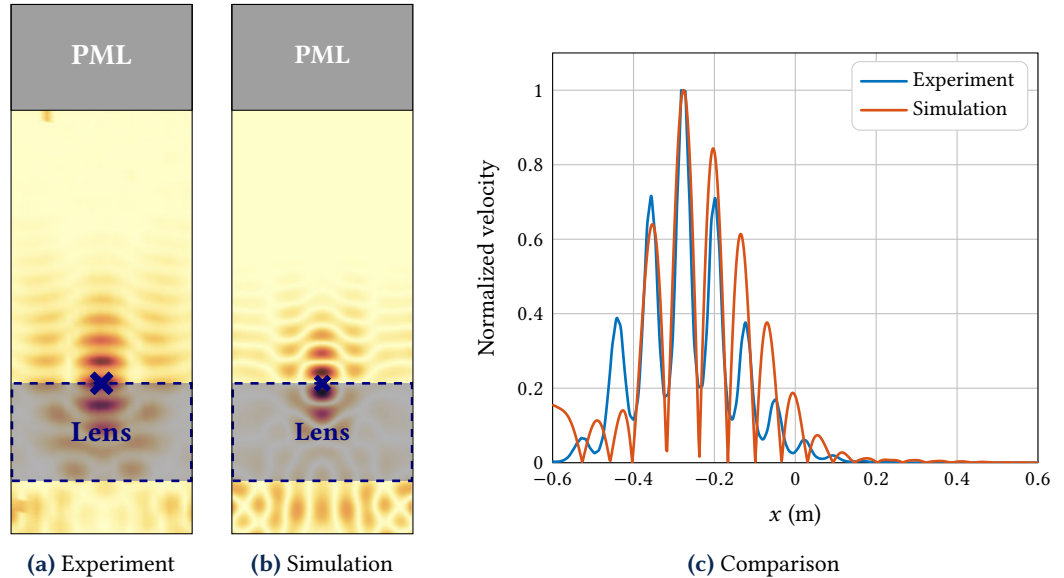 PML
PML
Lens
Lens
(a) Experiment
(b) Simulation
Normalized velocity
1
0.8
0.6
0.4
0.2
0
−0.6
−0.4
−0.2
0
0.2
0.4
0.6
x (m)
Experiment
Simulation
(c) Comparison